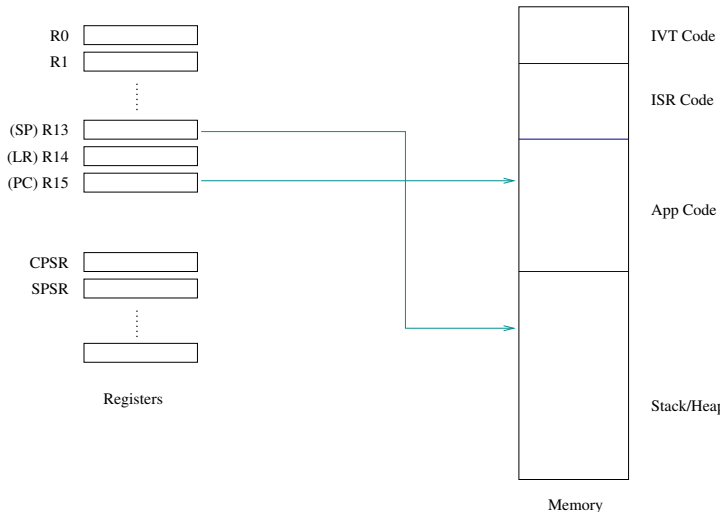 R0
R1
(SP) R13
(LR) R14
(PC) R15
CPSR
SPSR
Registers
IVT Code
ISR Code
App Code
Stack/Heap
Memory